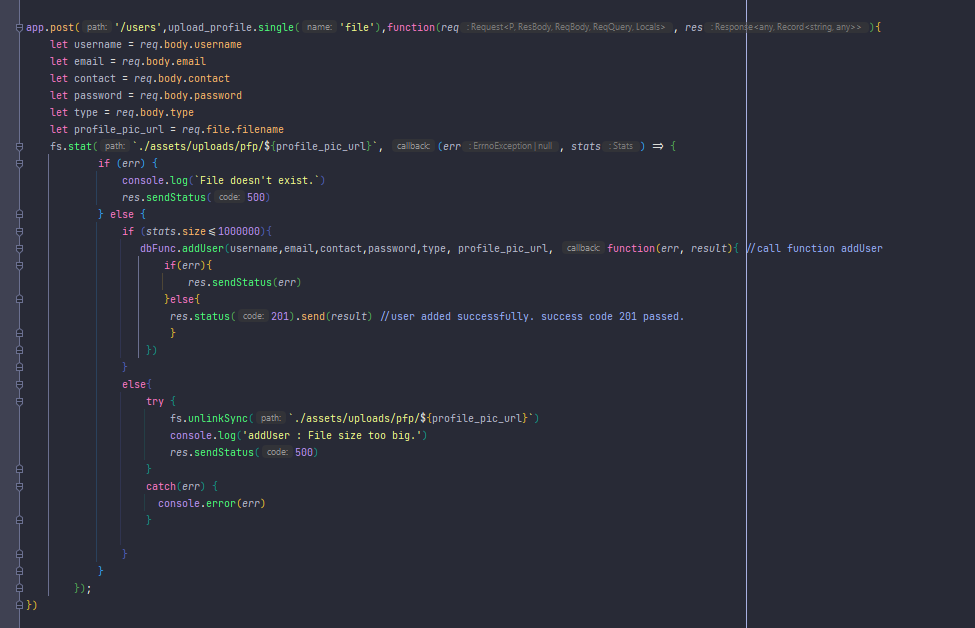 app.post( path: '/users',upload_profile.single( name: 'file'),function(req : Request<P, ResBody, ReqBody, ReqQuery, Locals> , res : Response<any, Record<string, any>> ){
let username = req.body.username
let email = req.body.email
let contact = req.body.contact
let password = req.body.password
let type = req.body.type
let profile_pic_url = req.file.filename
fs.stat( path: `./assets/uploads/pfp/${profile_pic_url}`, callback: (err : ErrnoException | null , stats : Stats ) => {
if (err) {
console.log(`File doesn't exist.`)
res.sendStatus( code: 500)
} else {
if (stats.size<=1000000){
dbFunc.addUser(username,email,contact,password,type, profile_pic_url, callback: function(err, result){ //call function addUser
if(err){
res.sendStatus(err)
}else{
res.status( code: 201).send(result) //user added successfully. success code 201 passed.
}
})
}
else{
try {
fs.unlinkSync( path: `./assets/uploads/pfp/${profile_pic_url}`)
console.log('addUser : File size too big.')
res.sendStatus( code: 500)
}
catch(err) {
console.error(err)
}
}
}
});
})